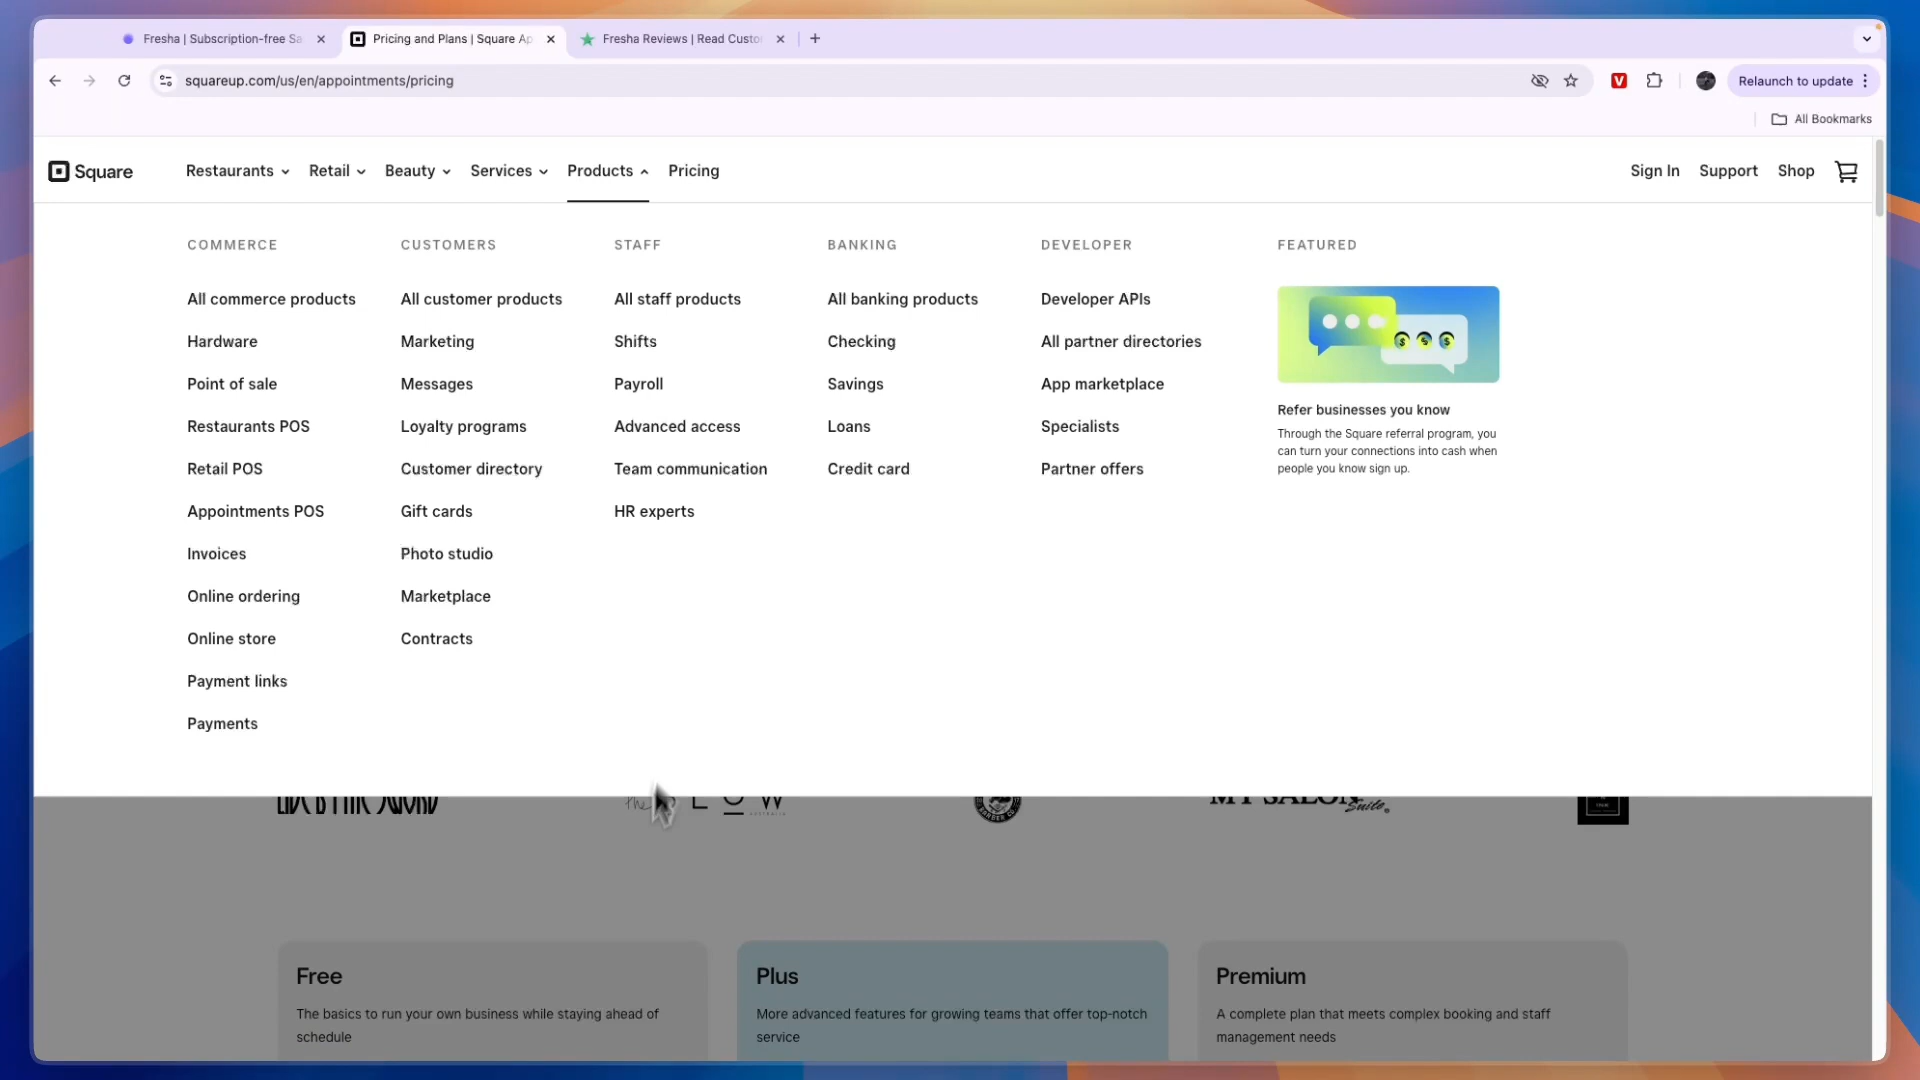 Fresha | Subscription-free Sa
Pricing and Plans | Square Ap
Fresha Reviews | Read Custo
squareup.com/us/en/appointments/pricing
Relaunch to update
All Bookmarks
Square
Restaurants
Retail
Beauty
Services
Products
Pricing
Sign In
Support
Shop
COMMERCE
All commerce products
Hardware
Point of sale
Restaurants POS
Retail POS
Appointments POS
Invoices
Online ordering
Online store
Payment links
Payments
CUSTOMERS
All customer products
Marketing
Messages
Loyalty programs
Customer directory
Gift cards
Photo studio
Marketplace
Contracts
STAFF
All staff products
Shifts
Payroll
Advanced access
Team communication
HR experts
BANKING
All banking products
Checking
Savings
Loans
Credit card
DEVELOPER
Developer APIs
All partner directories
App marketplace
Specialists
Partner offers
FEATURED
Refer businesses you know
Through the Square referral program, you
can turn your connections into cash when
people you know sign up.
the
MY SALON Suite
Free
The basics to run your own business while staying ahead of
schedule
Plus
More advanced features for growing teams that offer top-notch
service
Premium
A complete plan that meets complex booking and staff
management needs